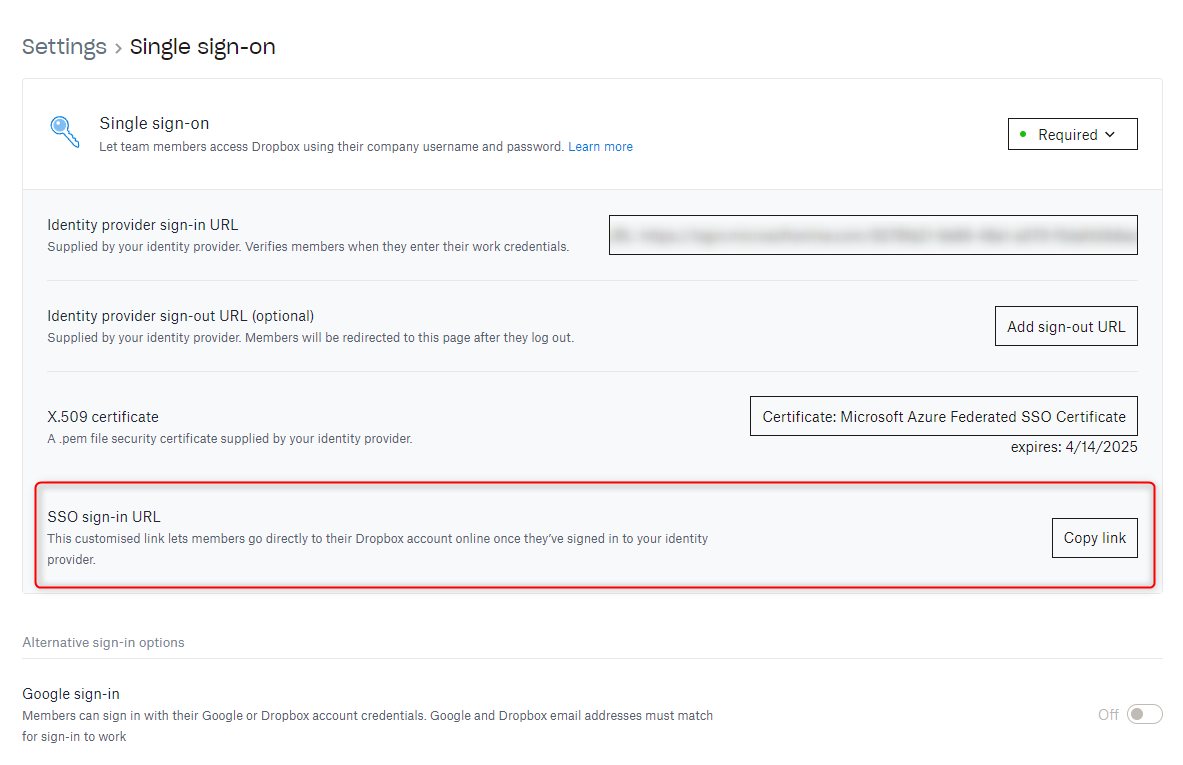 Settings › Single sign-on
Single sign-on
Let team members access Dropbox using their company username and password. Learn more
Required
Identity provider sign-in URL
Supplied by your identity provider. Verifies members when they enter their work credentials.
Identity provider sign-out URL (optional)
Supplied by your identity provider. Members will be redirected to this page after they log out.
Add sign-out URL
X.509 certificate
A .pem file security certificate supplied by your identity provider.
Certificate: Microsoft Azure Federated SSO Certificate
expires: 4/14/2025
SSO sign-in URL
This customised link lets members go directly to their Dropbox account online once they’ve signed in to your identity
provider.
Copy link
Alternative sign-in options
Google sign-in
Members can sign in with their Google or Dropbox account credentials. Google and Dropbox email addresses must match
for sign-in to work
Off